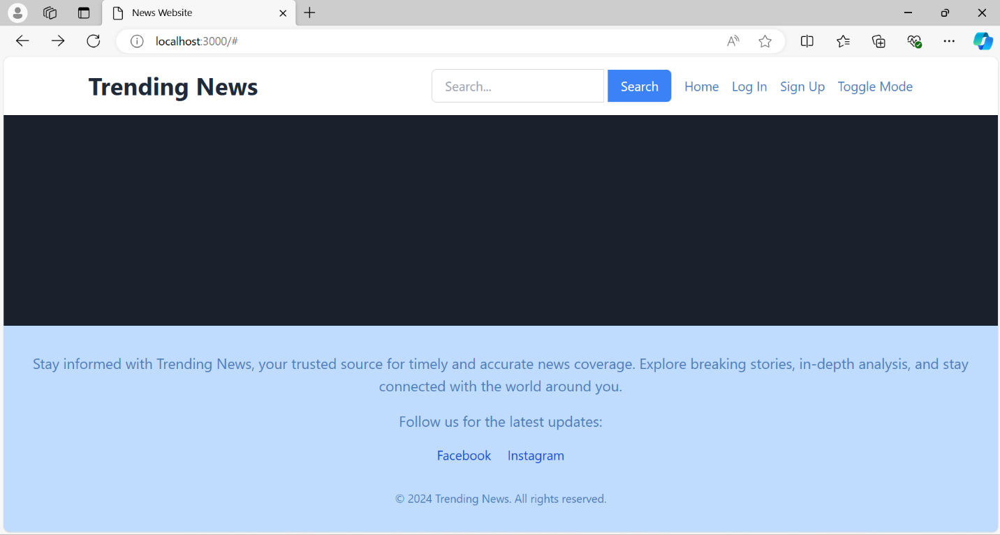 News Website
localhost:3000/#
Trending News
Search...
Search
Home
Log In
Sign Up
Toggle Mode
Stay informed with Trending News, your trusted source for timely and accurate news coverage. Explore breaking stories, in-depth analysis, and stay
connected with the world around you.
Follow us for the latest updates:
Facebook
Instagram
© 2024 Trending News. All rights reserved.